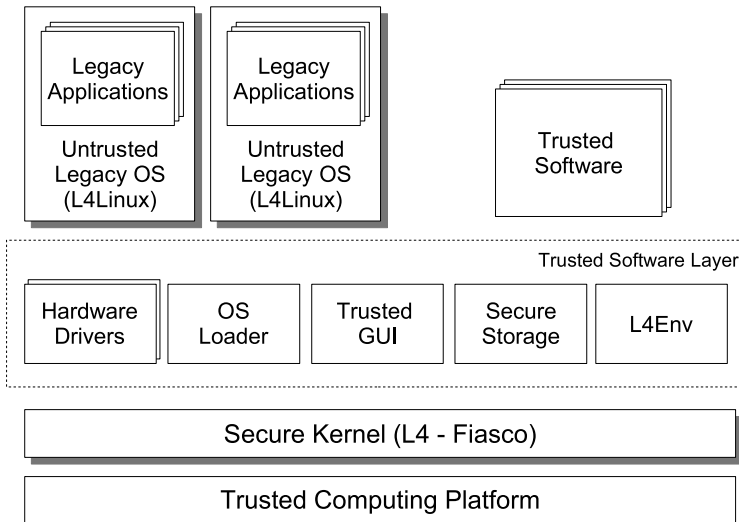 Legacy
Applications
Untrusted
Legacy OS
(L4Linux)
Legacy
Applications
Untrusted
Legacy OS
(L4Linux)
Trusted
Software
Trusted Software Layer
Hardware
Drivers
OS
Loader
Trusted
GUI
Secure
Storage
L4Env
Secure Kernel (L4 - Fiasco)
Trusted Computing Platform